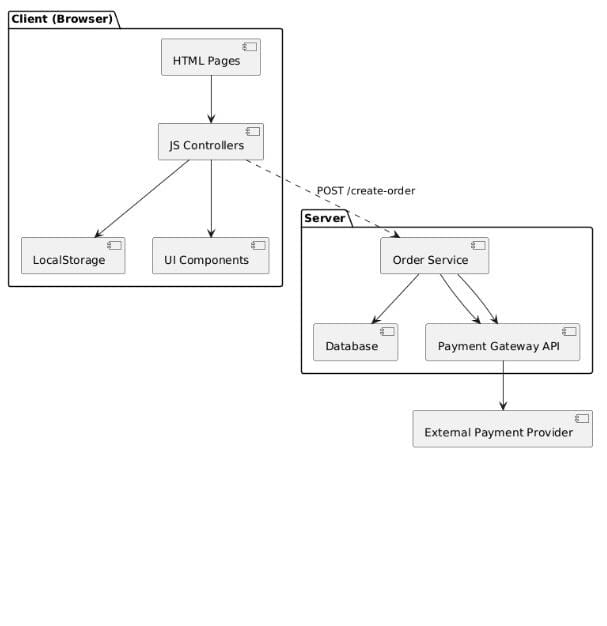 Client (Browser)
HTML Pages
JS Controllers
POST /create-order
Server
LocalStorage
UI Components
Order Service
Database
Payment Gateway API
External Payment Provider